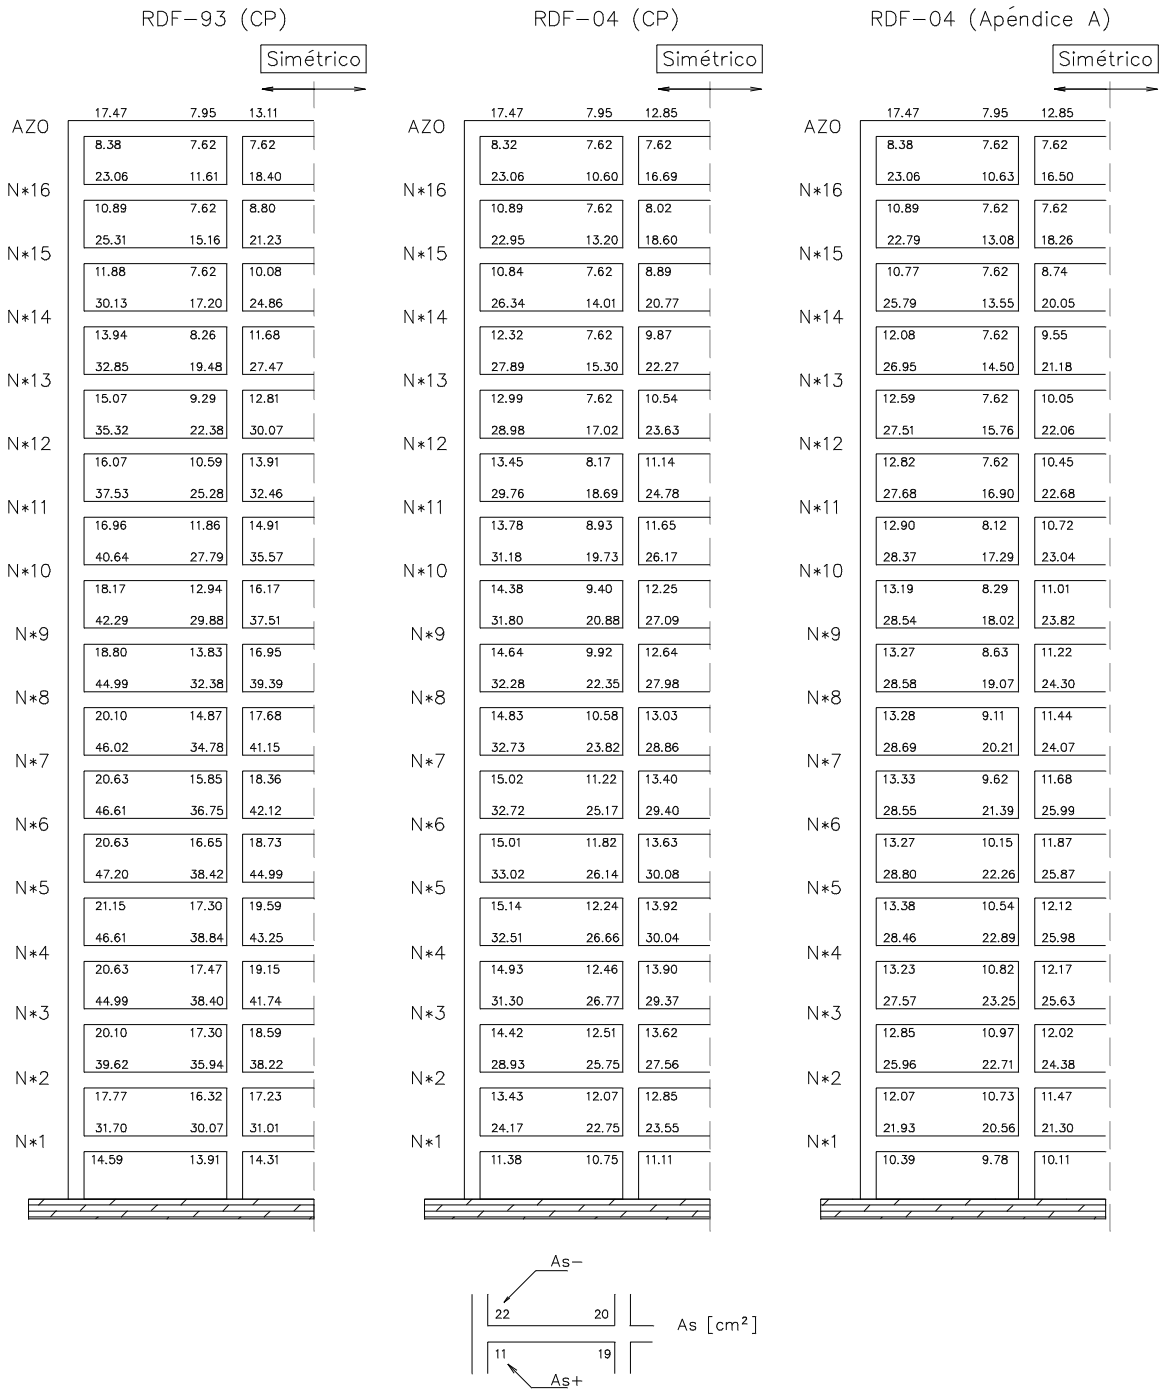 RDF-93 (CP) RDF-04 (CP) RDF-04 (Apéndice A)
Simétrico Simétrico Simétrico
17.47 7.95 13.11 17.47 7.95 12.85 17.47 7.95 12.85
AZO AZO AZO
8.38 7.62 7.62 8.32 7.62 7.62 8.38 7.62 7.62
23.06 11.61 18.40 23.06 10.60 16.69 23.06 10.63 16.50
N*16 N*16 N*16
10.89 7.62 8.80 10.89 7.62 8.02 10.89 7.62 7.62
25.31 15.16 21.23 22.95 13.20 18.60 22.79 13.08 18.26
N*15 N*15 N*15
11.88 7.62 10.08 10.84 7.62 8.89 10.77 7.62 8.74
30.13 17.20 24.86 26.34 14.01 20.77 25.79 13.55 20.05
N*14 N*14 N*14
13.94 8.26 11.68 12.32 7.62 9.87 12.08 7.62 9.55
32.85 19.48 27.47 27.89 15.30 22.27 26.95 14.50 21.18
N*13 N*13 N*13
15.07 9.29 12.81 12.99 7.62 10.54 12.59 7.62 10.05
35.32 22.38 30.07 28.98 17.02 23.63 27.51 15.76 22.06
N*12 N*12 N*12
16.07 10.59 13.91 13.45 8.17 11.14 12.82 7.62 10.45
37.53 25.28 32.46 29.76 18.69 24.78 27.68 16.90 22.68
N*11 N*11 N*11
16.96 11.86 14.91 13.78 8.93 11.65 12.90 8.12 10.72
40.64 27.79 35.57 31.18 19.73 26.17 28.37 17.29 23.04
N*10 N*10 N*10
18.17 12.94 16.17 14.38 9.40 12.25 13.19 8.29 11.01
42.29 29.88 37.51 31.80 20.88 27.09 28.54 18.02 23.82
N*9 N*9 N*9
18.80 13.83 16.95 14.64 9.92 12.64 13.27 8.63 11.22
44.99 32.38 39.39 32.28 22.35 27.98 28.58 19.07 24.30
N*8 N*8 N*8
20.10 14.87 17.68 14.83 10.58 13.03 13.28 9.11 11.44
46.02 34.78 41.15 32.73 23.82 28.86 28.69 20.21 24.07
N*7 N*7 N*7
20.63 15.85 18.36 15.02 11.22 13.40 13.33 9.62 11.68
46.61 36.75 42.12 32.72 25.17 29.40 28.55 21.39 25.99
N*6 N*6 N*6
20.63 16.65 18.73 15.01 11.82 13.63 13.27 10.15 11.87
47.20 38.42 44.99 33.02 26.14 30.08 28.80 22.26 25.87
N*5 N*5 N*5
21.15 17.30 19.59 15.14 12.24 13.92 13.38 10.54 12.12
46.61 38.84 43.25 32.51 26.66 30.04 28.46 22.89 25.98
N*4 N*4 N*4
20.63 17.47 19.15 14.93 12.46 13.90 13.23 10.82 12.17
44.99 38.40 41.74 31.30 26.77 29.37 27.57 23.25 25.63
N*3 N*3 N*3
20.10 17.30 18.59 14.42 12.51 13.62 12.85 10.97 12.02
39.62 35.94 38.22 28.93 25.75 27.56 25.96 22.71 24.38
N*2 N*2 N*2
17.77 16.32 17.23 13.43 12.07 12.85 12.07 10.73 11.47
31.70 30.07 31.01 24.17 22.75 23.55 21.93 20.56 21.30
N*1 N*1 N*1
14.59 13.91 14.31 11.38 10.75 11.11 10.39 9.78 10.11
As-
22 20
As [cm²]
11 19
As+